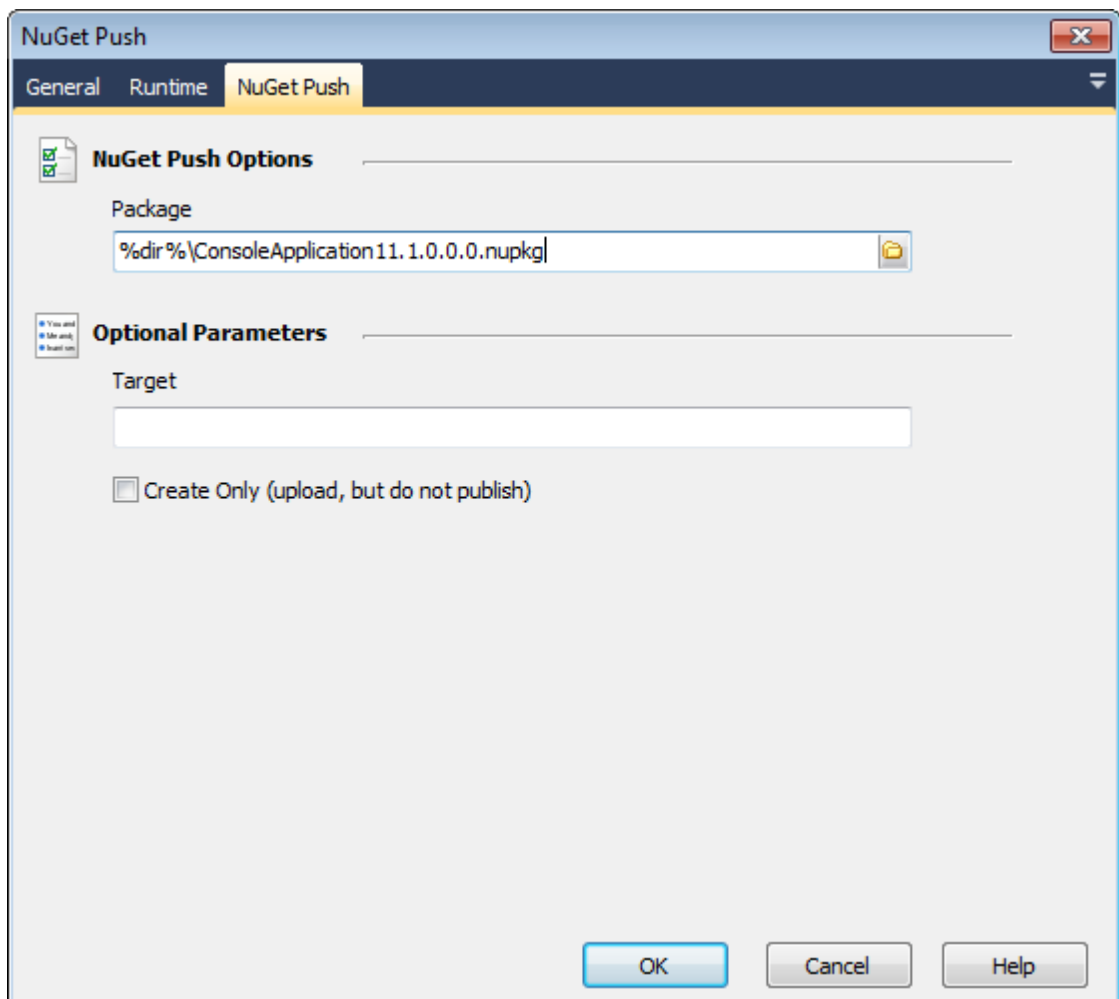 NuGet Push
General Runtime NuGet Push
NuGet Push Options
Package
%dir%\ConsoleApplication11.1.0.0.0.nupkg
Optional Parameters
Target
Create Only (upload, but do not publish)
OK Cancel Help